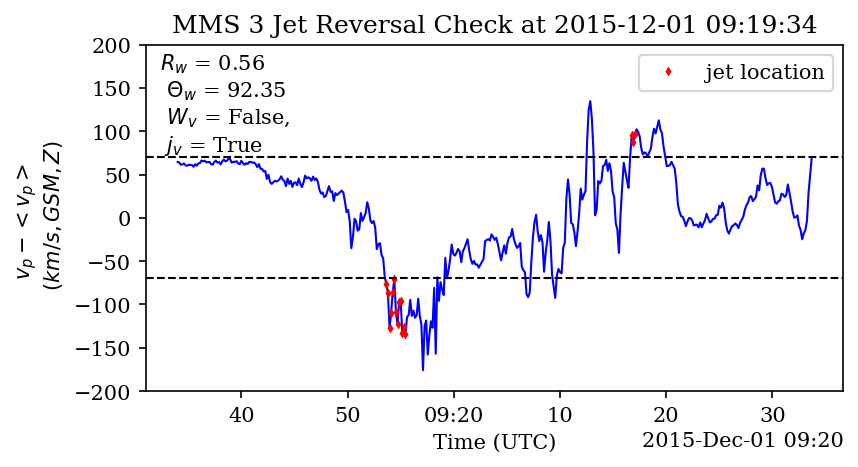 MMS 3 Jet Reversal Check at 2015-12-01 09:19:34
R_w = 0.56
Θ_w = 92.35
W_v = False,
j_v = True
jet location
v_p − < v_p >
(km/s, GSM, Z)
200
150
100
50
0
−50
−100
−150
−200
40 50 09:20 10 20 30
Time (UTC)
2015-Dec-01 09:20